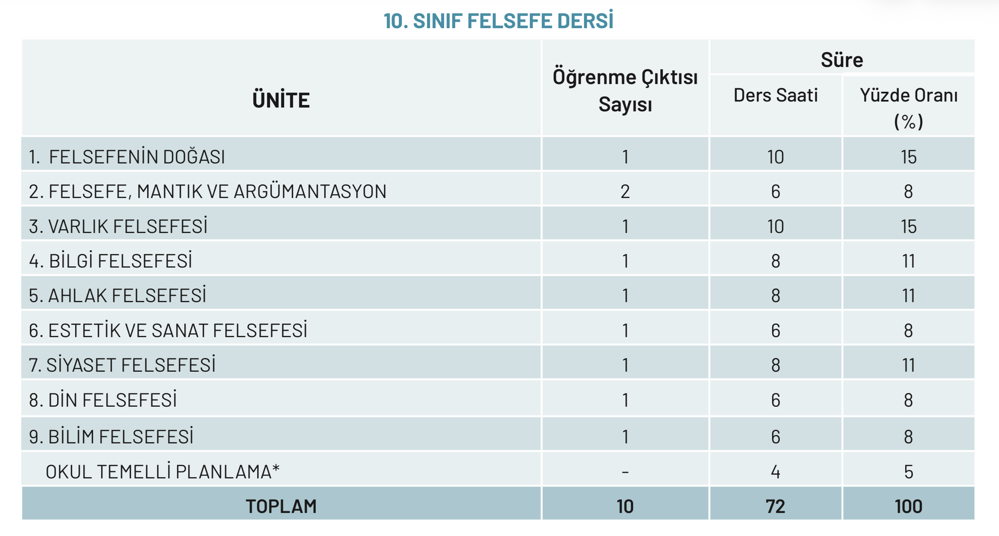 10. SINIF FELSEFE DERSİ
ÜNİTE
Öğrenme Çıktısı
Sayısı
Süre
Ders Saati
Yüzde Oranı
(%)
1. FELSEFENİN DOĞASI 1 10 15
2. FELSEFE, MANTIK VE ARGÜMANTASYON 2 6 8
3. VARLIK FELSEFESİ 1 10 15
4. BİLGİ FELSEFESİ 1 8 11
5. AHLAK FELSEFESİ 1 8 11
6. ESTETİK VE SANAT FELSEFESİ 1 6 8
7. SİYASET FELSEFESİ 1 8 11
8. DİN FELSEFESİ 1 6 8
9. BİLİM FELSEFESİ 1 6 8
OKUL TEMELLİ PLANLAMA* - 4 5
TOPLAM 10 72 100